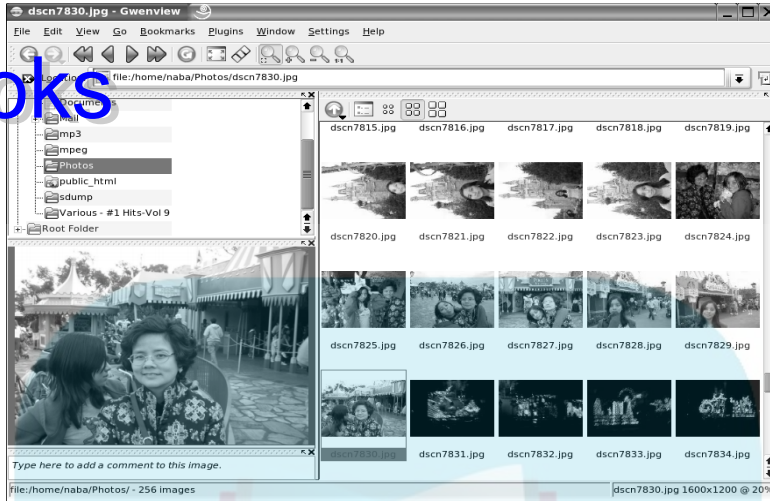 dscn7830.jpg - Gwenview
File Edit View Go Bookmarks Plugins Window Settings Help
oks
file:/home/naba/Photos/dscn7830.jpg
Documents
Mail
mp3
mpeg
Photos
public_html
sdump
Various - #1 Hits-Vol 9
Root Folder
dscn7815.jpg dscn7816.jpg dscn7817.jpg dscn7818.jpg dscn7819.jpg
dscn7820.jpg dscn7821.jpg dscn7822.jpg dscn7823.jpg dscn7824.jpg
dscn7825.jpg dscn7826.jpg dscn7827.jpg dscn7828.jpg dscn7829.jpg
dscn7830.jpg dscn7831.jpg dscn7832.jpg dscn7833.jpg dscn7834.jpg
Type here to add a comment to this image.
file:/home/naba/Photos/ - 256 images
dscn7830.jpg 1600x1200 @ 20%